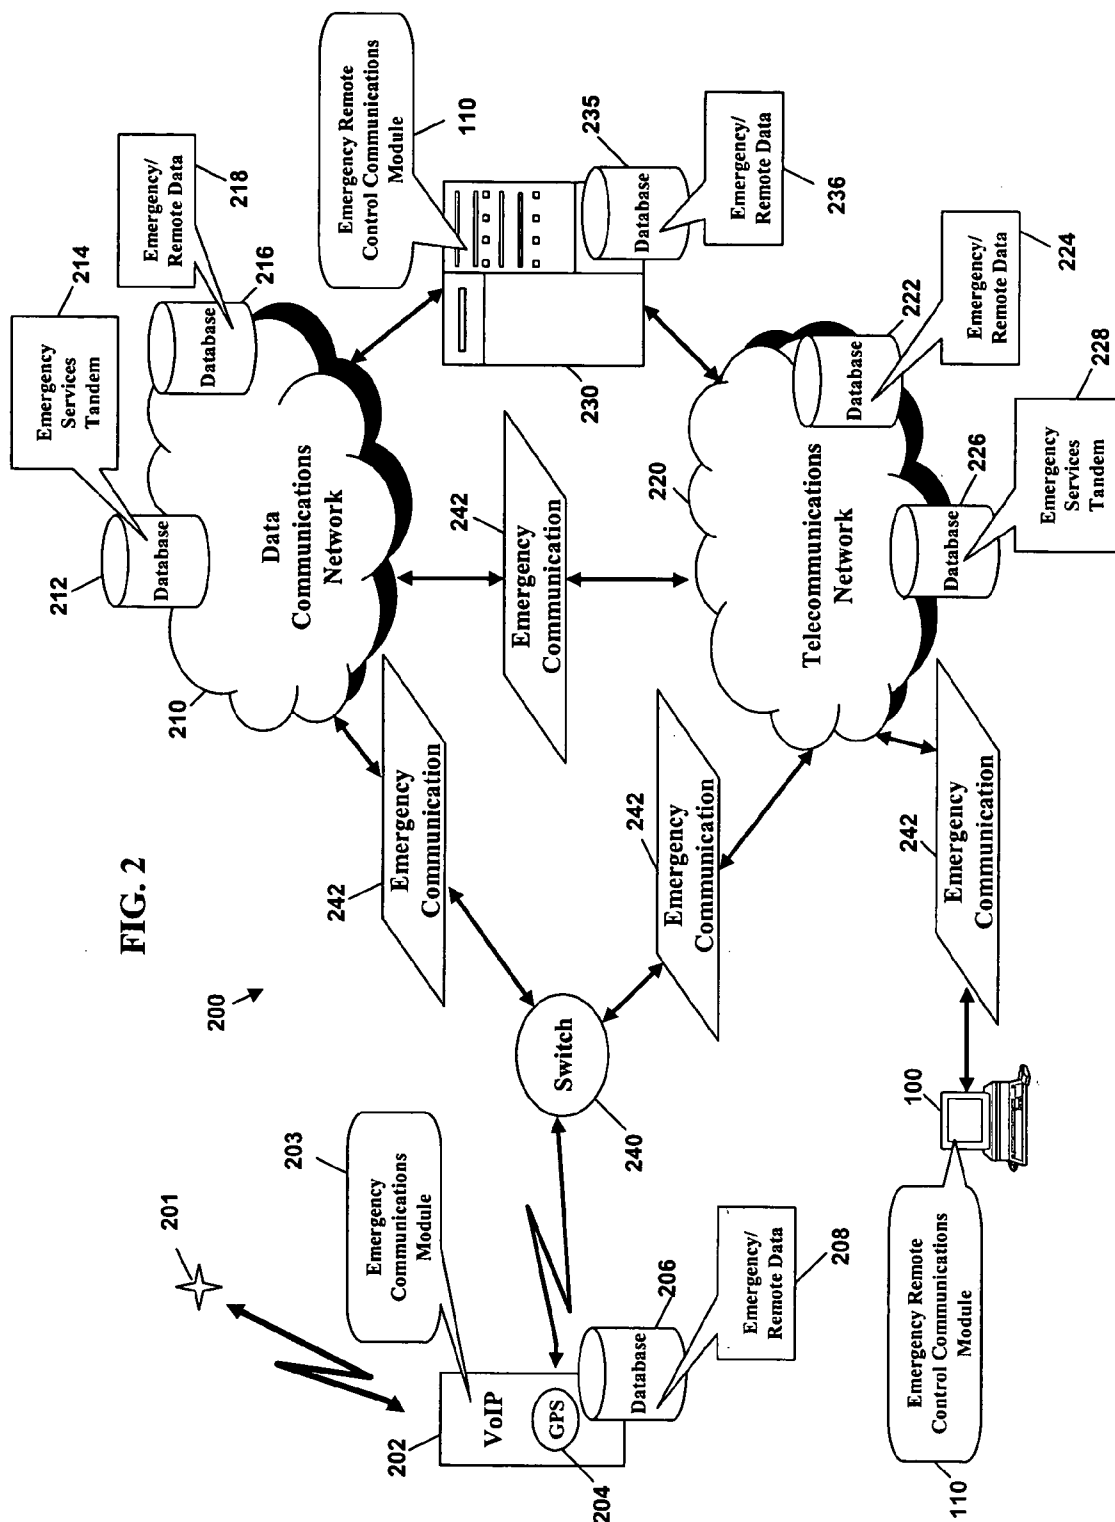 FIG. 2
200
201
202
VoIP
GPS
204
203
Emergency
Communications
Module
Database
206
Emergency/
Remote Data
208
Switch
240
242
Emergency
Communication
242
Emergency
Communication
242
Emergency
Communication
242
Emergency
Communication
100
Emergency Remote
Control Communications
Module
110
210
Data
Communications
Network
212
Database
214
Emergency
Services
Tandem
Database
216
Emergency/
Remote Data
218
220
Telecommunications
Network
Database
222
Emergency/
Remote Data
224
Database
226
Emergency
Services
Tandem
228
230
Emergency Remote
Control Communications
Module
110
Database
235
Emergency/
Remote Data
236